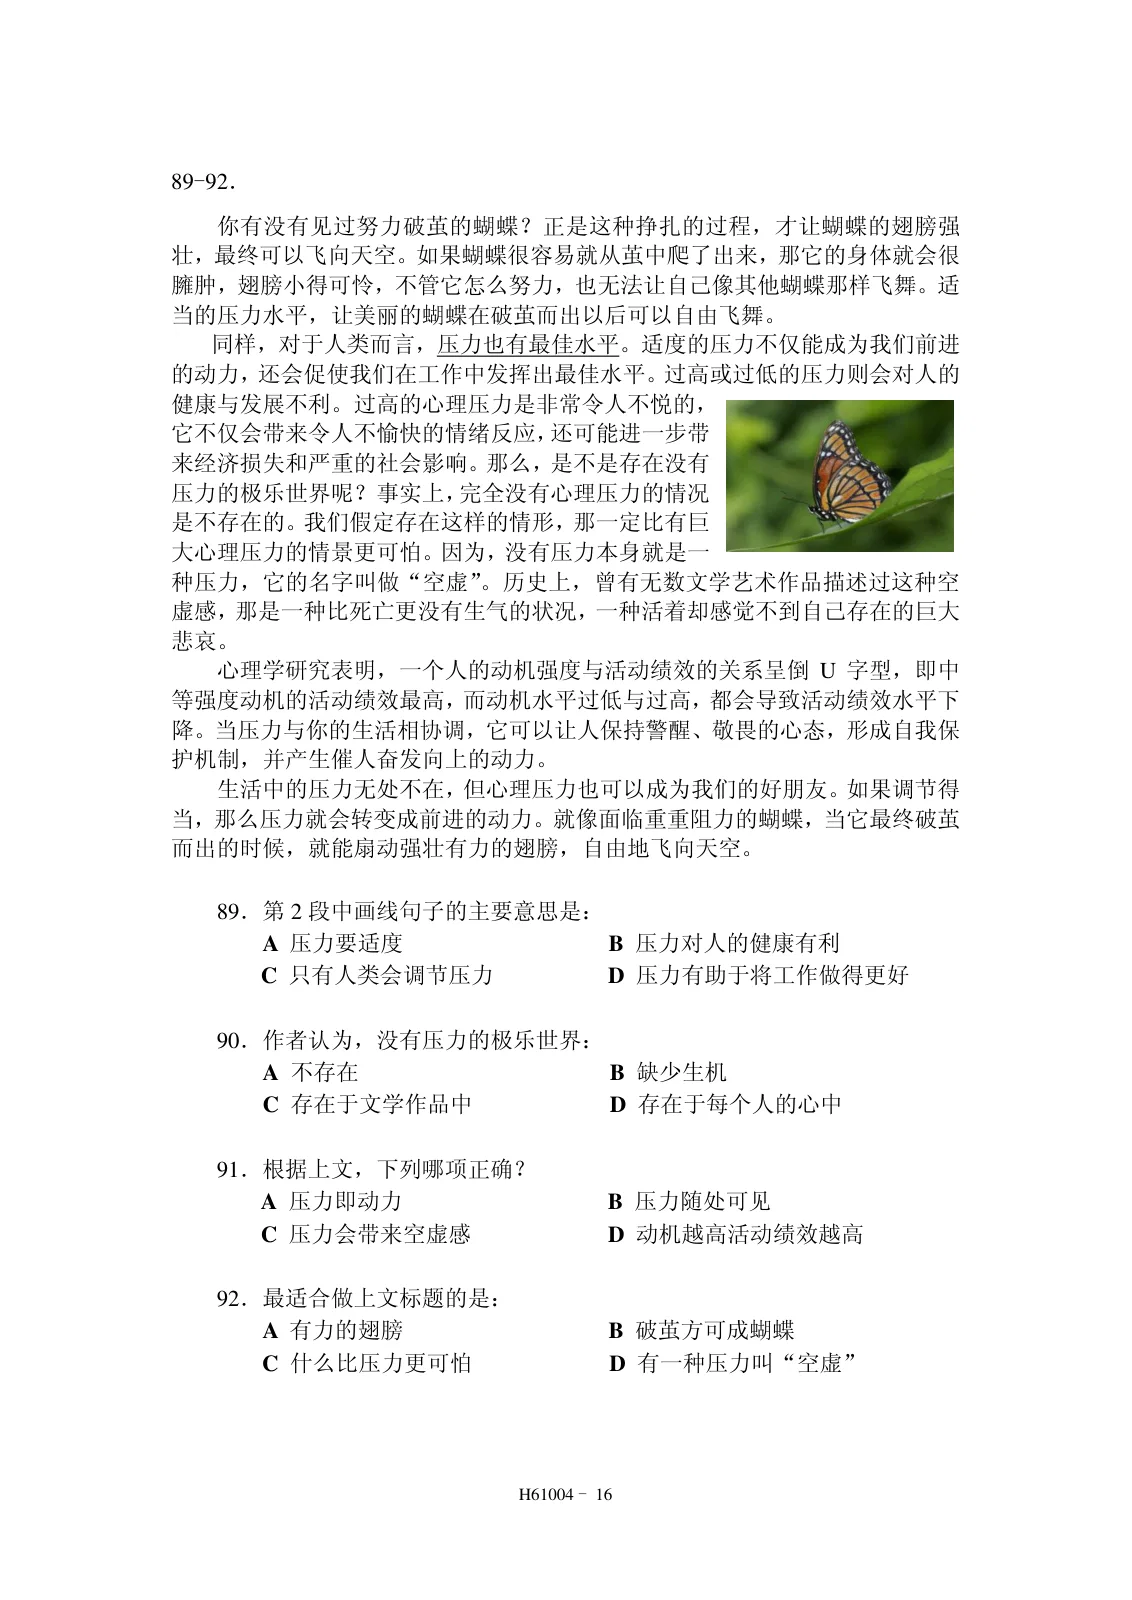 89-92．
你有没有见过努力破茧的蝴蝶？正是这种挣扎的过程，才让蝴蝶的翅膀强
壮，最终可以飞向天空。如果蝴蝶很容易就从茧中爬了出来，那它的身体就会很
臃肿，翅膀小得可怜，不管它怎么努力，也无法让自己像其他蝴蝶那样飞舞。适
当的压力水平，让美丽的蝴蝶在破茧而出以后可以自由飞舞。
同样，对于人类而言，压力也有最佳水平。适度的压力不仅能成为我们前进
的动力，还会促使我们在工作中发挥出最佳水平。过高或过低的压力则会对人的
健康与发展不利。过高的心理压力是非常令人不悦的，
它不仅会带来令人不愉快的情绪反应，还可能进一步带
来经济损失和严重的社会影响。那么，是不是存在没有
压力的极乐世界呢？事实上，完全没有心理压力的情况
是不存在的。我们假定存在这样的情形，那一定比有巨
大心理压力的情景更可怕。因为，没有压力本身就是一
种压力，它的名字叫做“空虚”。历史上，曾有无数文学艺术作品描述过这种空
虚感，那是一种比死亡更没有生气的状况，一种活着却感觉不到自己存在的巨大
悲哀。
心理学研究表明，一个人的动机强度与活动绩效的关系呈倒 U 字型，即中
等强度动机的活动绩效最高，而动机水平过低与过高，都会导致活动绩效水平下
降。当压力与你的生活相协调，它可以让人保持警醒、敬畏的心态，形成自我保
护机制，并产生催人奋发向上的动力。
生活中的压力无处不在，但心理压力也可以成为我们的好朋友。如果调节得
当，那么压力就会转变成前进的动力。就像面临重重阻力的蝴蝶，当它最终破茧
而出的时候，就能扇动强壮有力的翅膀，自由地飞向天空。
89．第 2 段中画线句子的主要意思是：
A 压力要适度 B 压力对人的健康有利
C 只有人类会调节压力 D 压力有助于将工作做得更好
90．作者认为，没有压力的极乐世界：
A 不存在 B 缺少生机
C 存在于文学作品中 D 存在于每个人的心中
91．根据上文，下列哪项正确？
A 压力即动力 B 压力随处可见
C 压力会带来空虚感 D 动机越高活动绩效越高
92．最适合做上文标题的是：
A 有力的翅膀 B 破茧方可成蝴蝶
C 什么比压力更可怕 D 有一种压力叫“空虚”
H61004 - 16